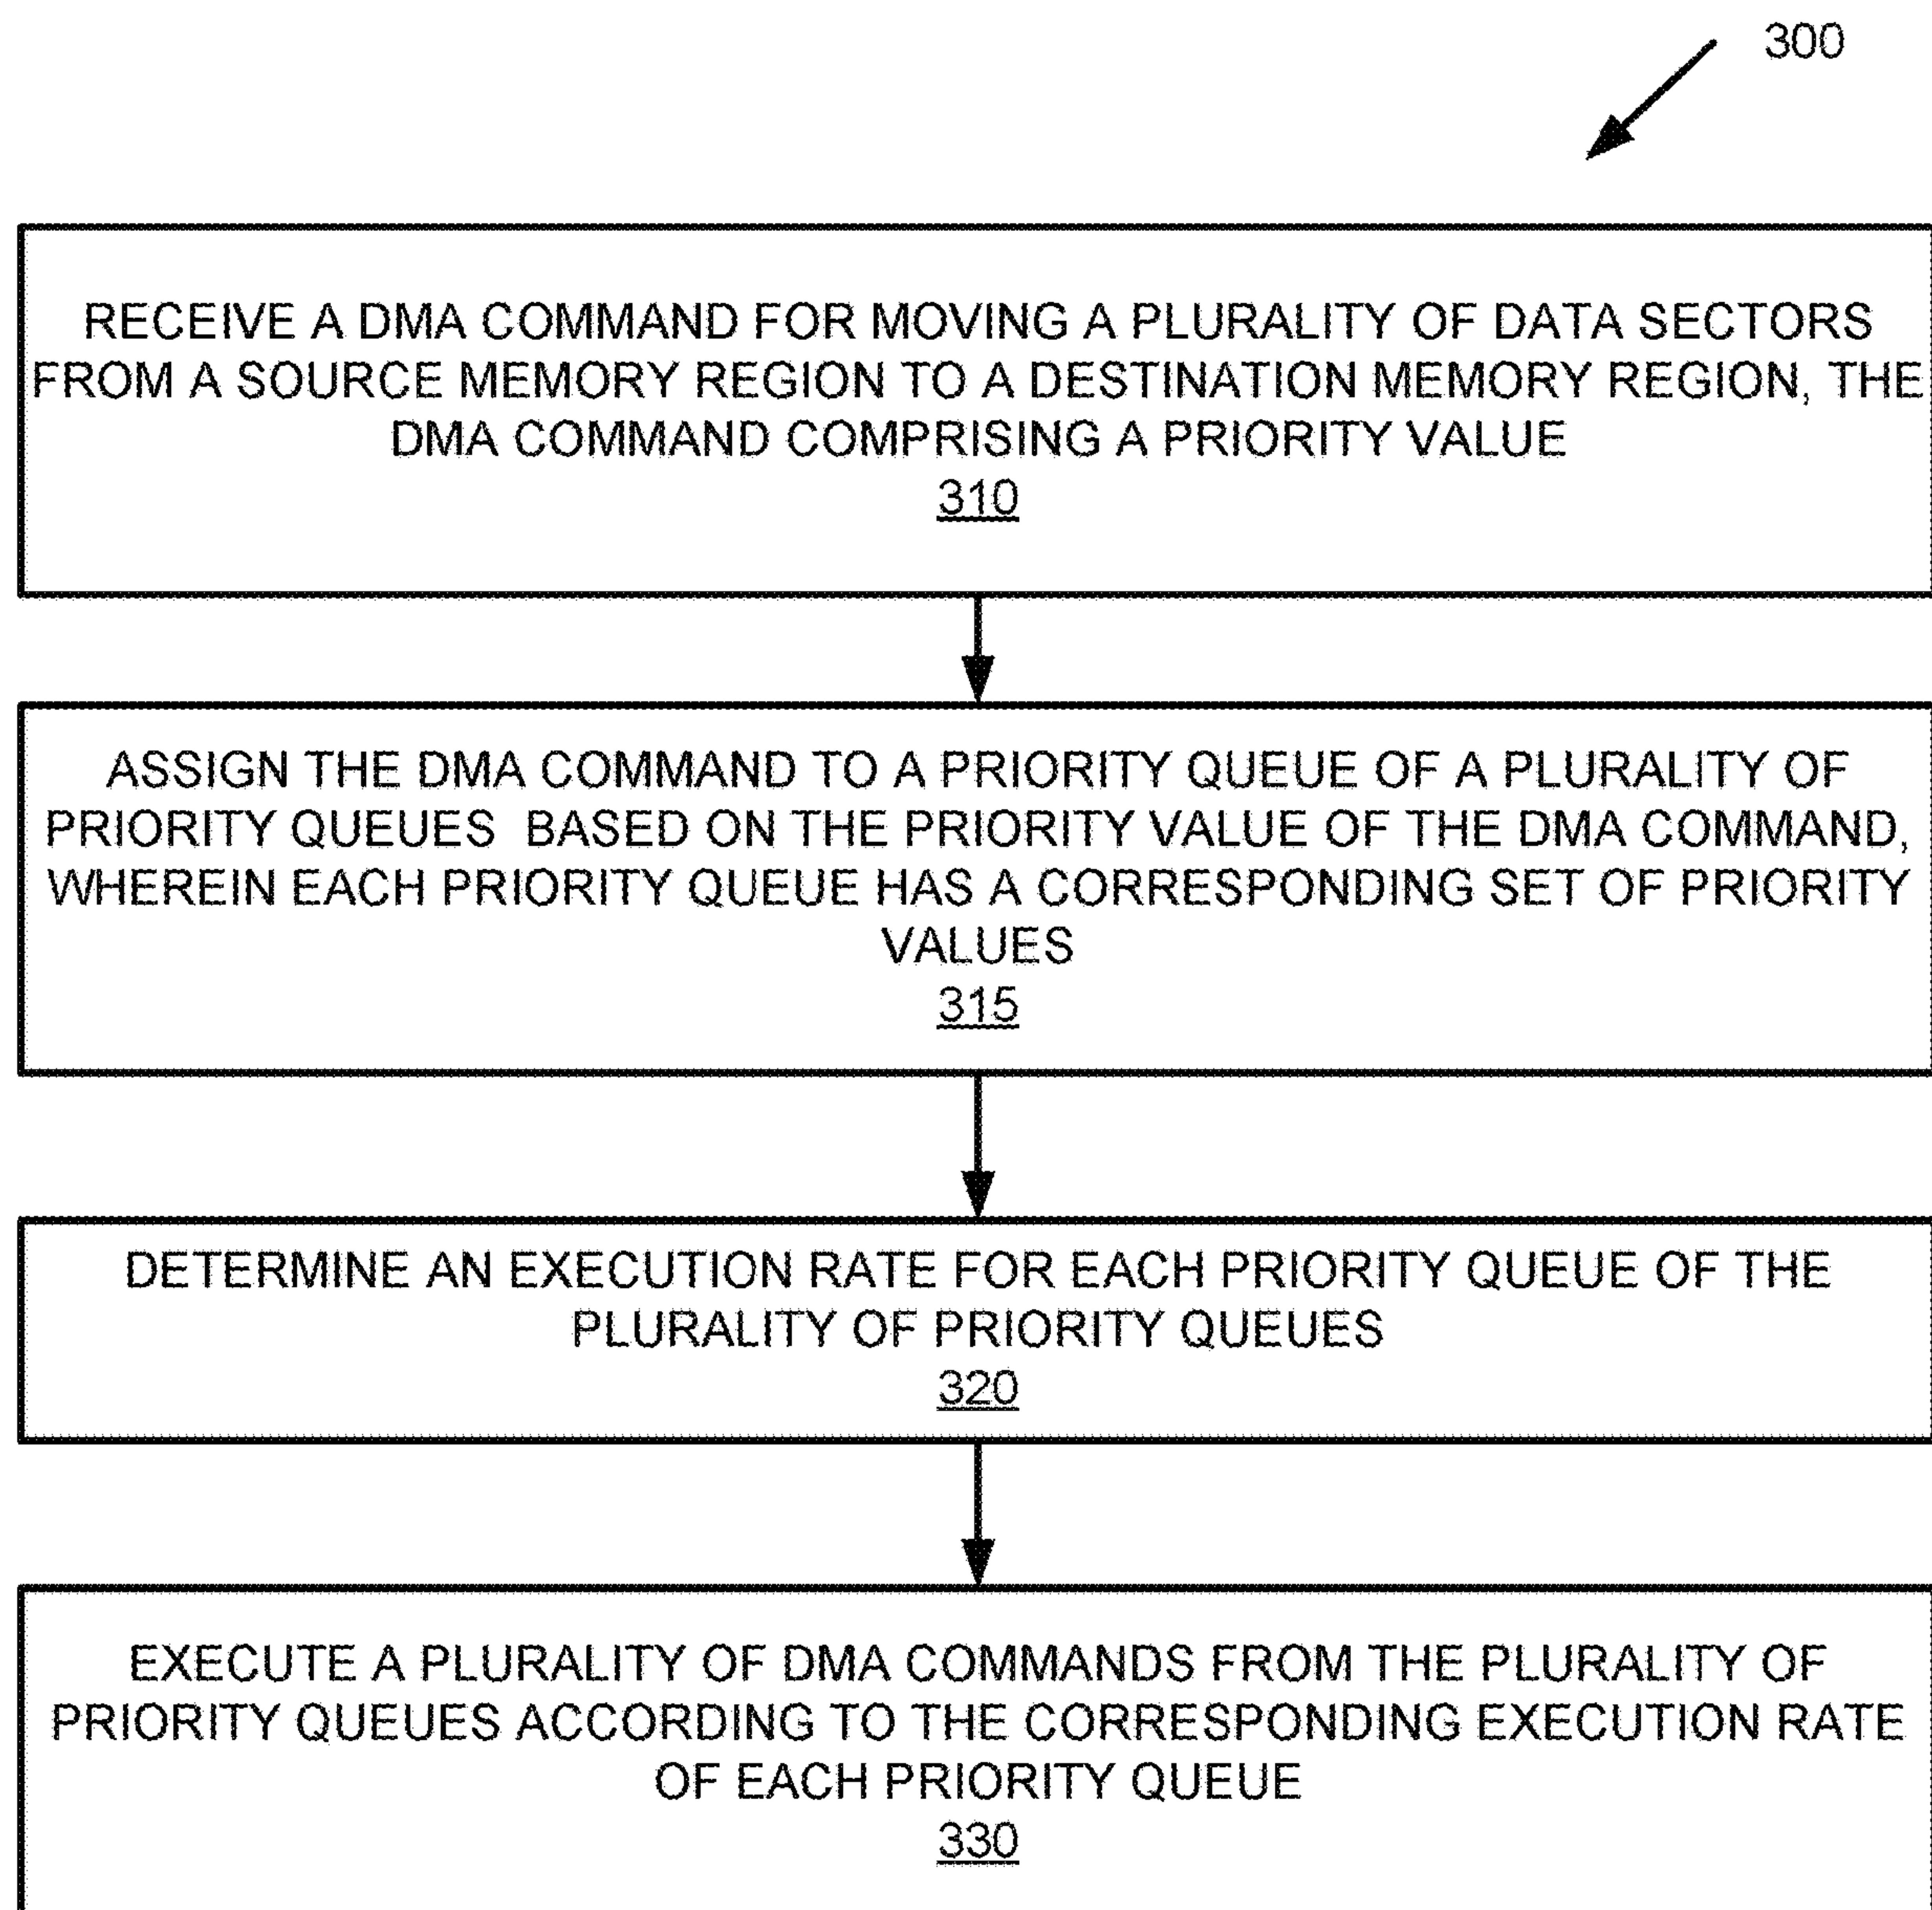 300
RECEIVE A DMA COMMAND FOR MOVING A PLURALITY OF DATA SECTORS
FROM A SOURCE MEMORY REGION TO A DESTINATION MEMORY REGION, THE
DMA COMMAND COMPRISING A PRIORITY VALUE
310
ASSIGN THE DMA COMMAND TO A PRIORITY QUEUE OF A PLURALITY OF
PRIORITY QUEUES BASED ON THE PRIORITY VALUE OF THE DMA COMMAND,
WHEREIN EACH PRIORITY QUEUE HAS A CORRESPONDING SET OF PRIORITY
VALUES
315
DETERMINE AN EXECUTION RATE FOR EACH PRIORITY QUEUE OF THE
PLURALITY OF PRIORITY QUEUES
320
EXECUTE A PLURALITY OF DMA COMMANDS FROM THE PLURALITY OF
PRIORITY QUEUES ACCORDING TO THE CORRESPONDING EXECUTION RATE
OF EACH PRIORITY QUEUE
330